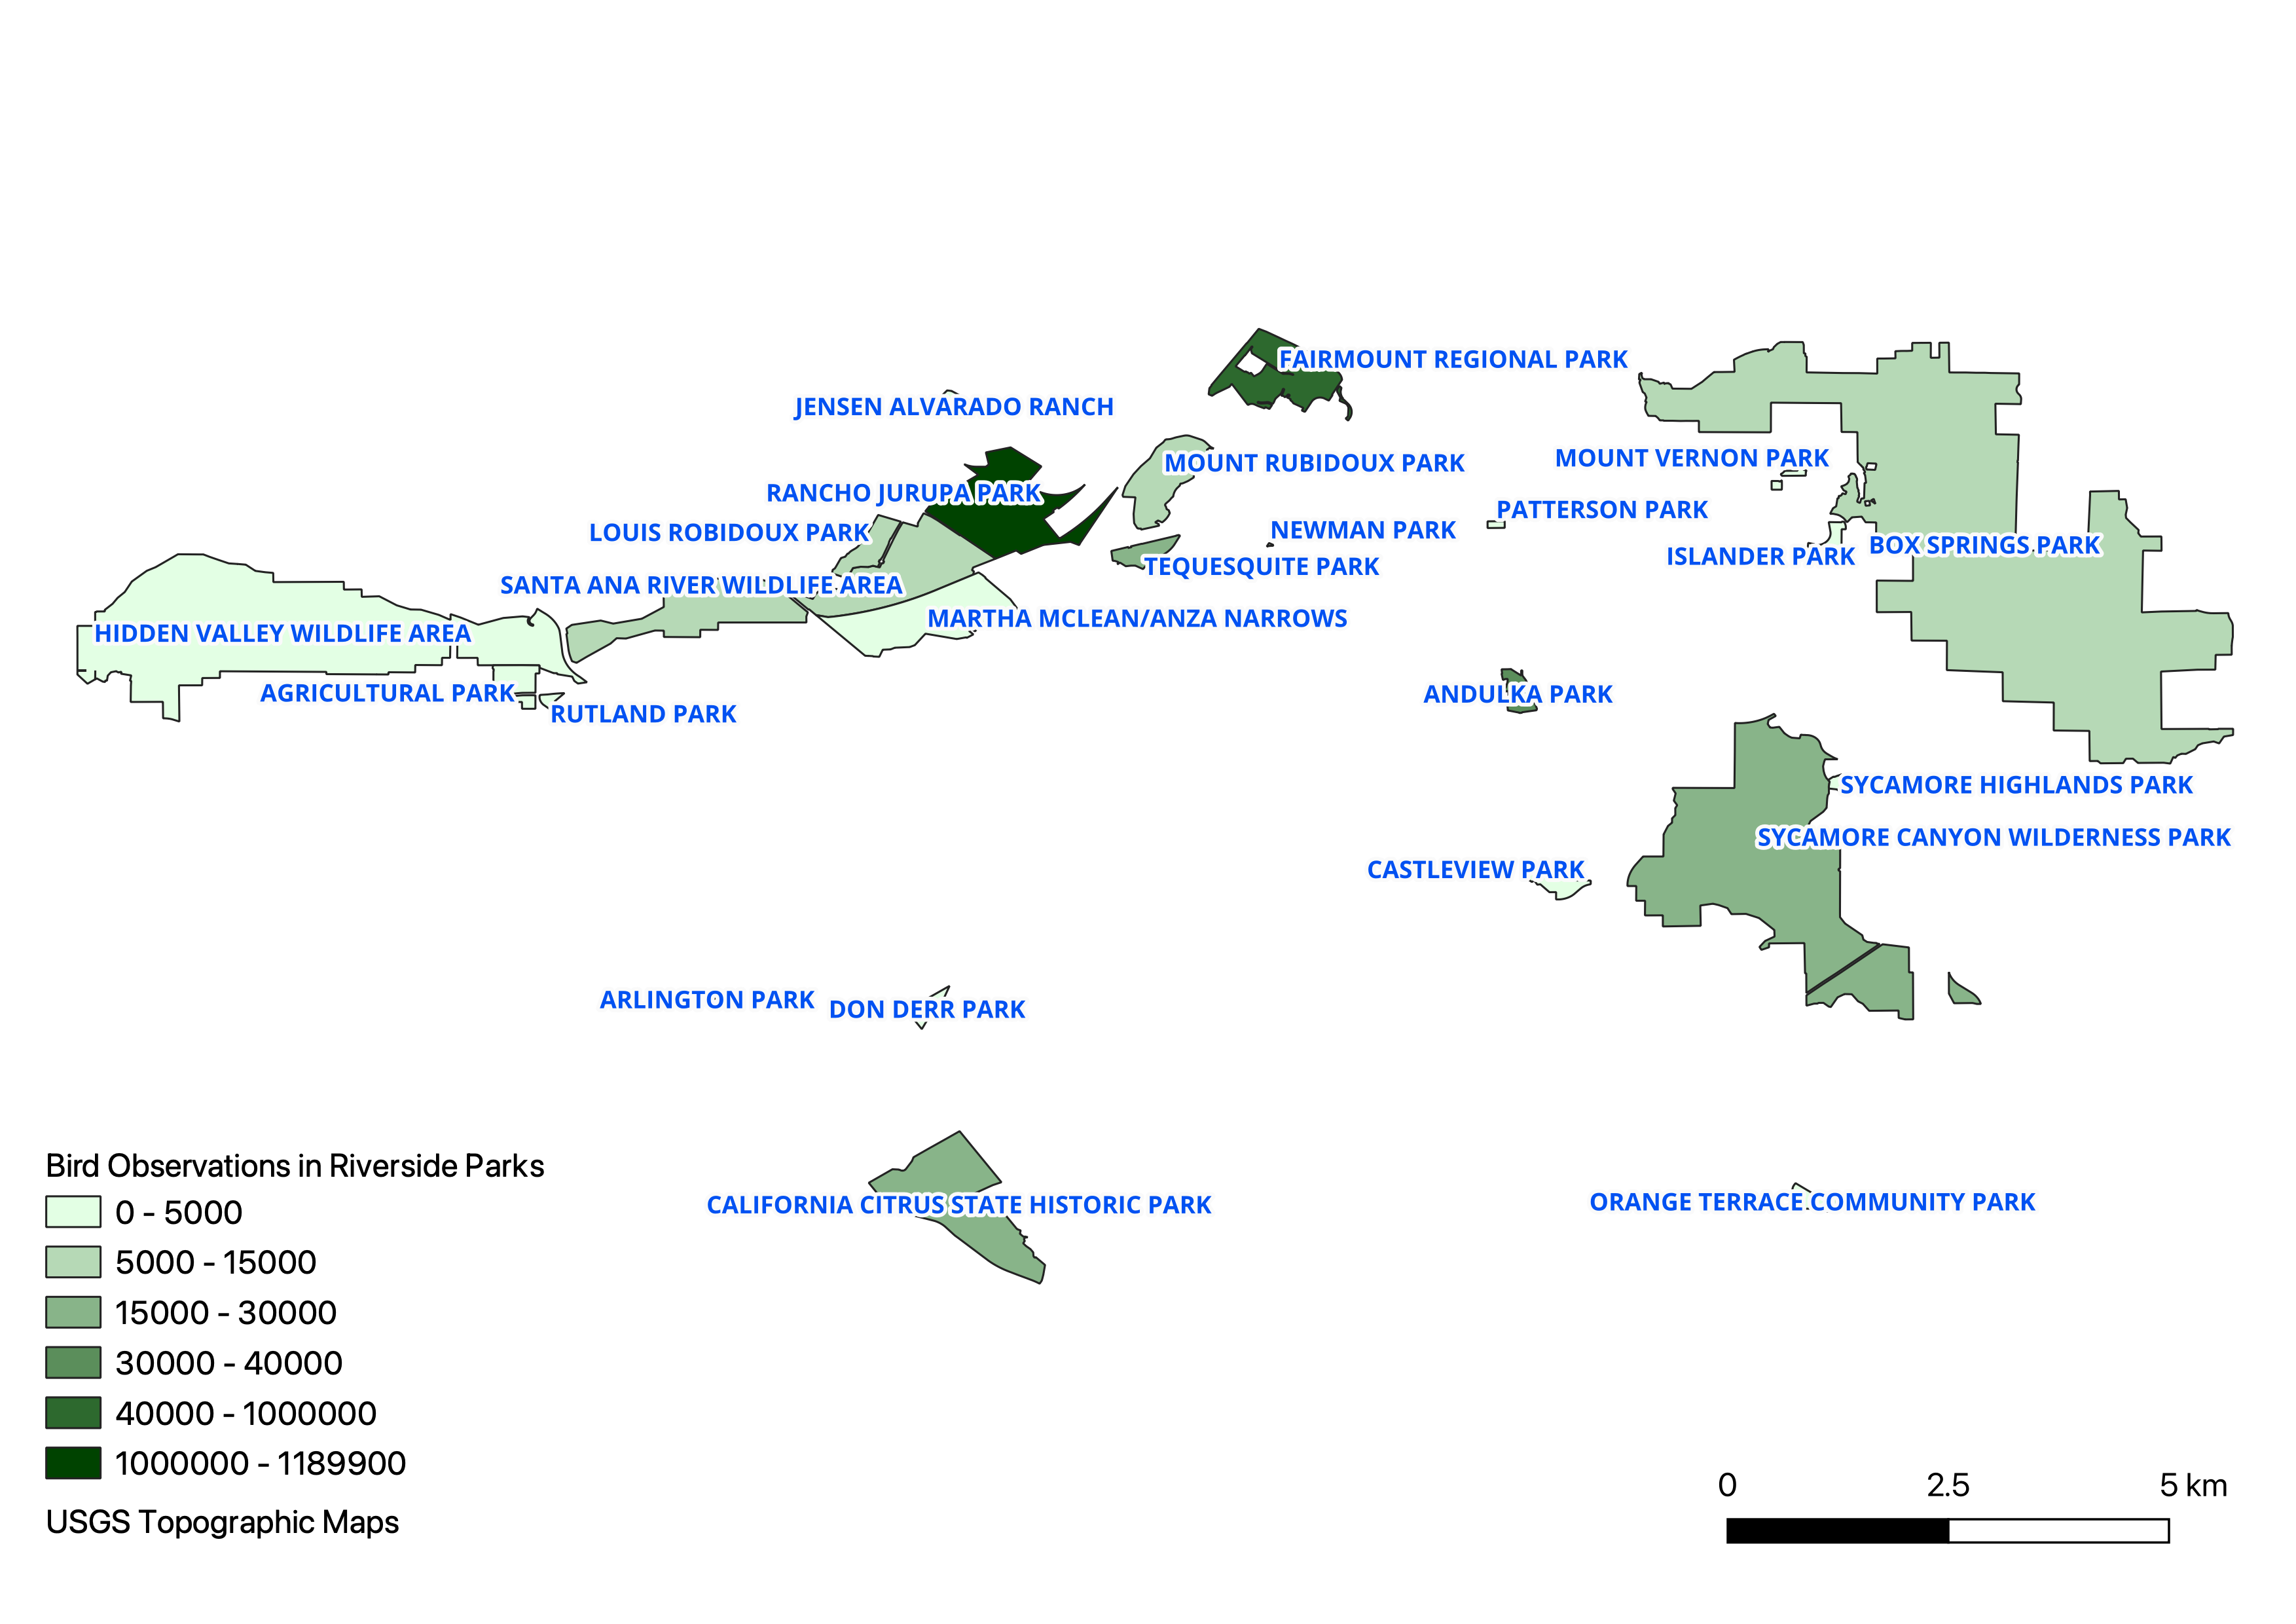 FAIRMOUNT REGIONAL PARK
JENSEN ALVARADO RANCH
MOUNT RUBIDOUX PARK
MOUNT VERNON PARK
RANCHO JURUPA PARK
PATTERSON PARK
LOUIS ROBIDOUX PARK
NEWMAN PARK
BOX SPRINGS PARK
ISLANDER PARK
TEQUESQUITE PARK
SANTA ANA RIVER WILDLIFE AREA
MARTHA MCLEAN/ANZA NARROWS
HIDDEN VALLEY WILDLIFE AREA
AGRICULTURAL PARK
ANDULKA PARK
RUTLAND PARK
SYCAMORE HIGHLANDS PARK
SYCAMORE CANYON WILDERNESS PARK
CASTLEVIEW PARK
ARLINGTON PARK
DON DERR PARK
CALIFORNIA CITRUS STATE HISTORIC PARK
ORANGE TERRACE COMMUNITY PARK
Bird Observations in Riverside Parks
0 - 5000
5000 - 15000
15000 - 30000
30000 - 40000
40000 - 1000000
1000000 - 1189900
USGS Topographic Maps
0 2.5 5 km